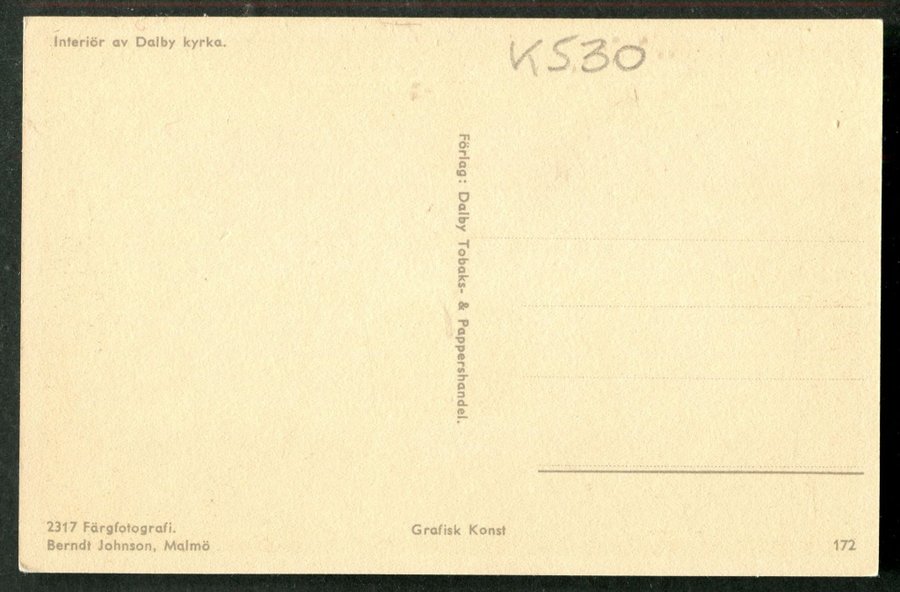 Interiör av Dalby kyrka.
K530
Förlag: Dalby Tobaks- & Pappershandel.
2317 Färgfotografi.
Berndt Johnson, Malmö
Grafisk Konst
172